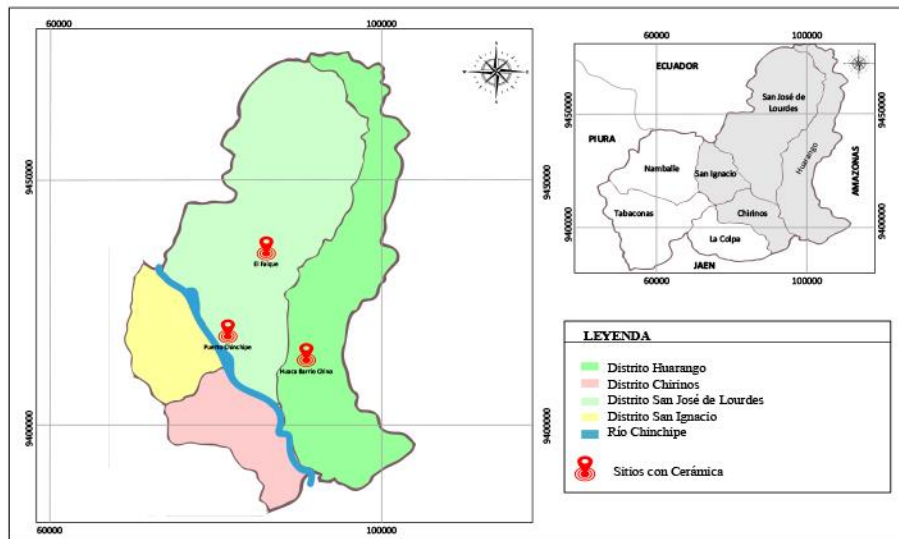 60000
100000
9450000
9450000
9400000
9400000
El Faique
Puerto Chinchipe
Huaca Barrio Chino
60000
100000
60000
100000
ECUADOR
San José de
Lourdes
9450000
9450000
PIURA
Namballe
San Ignacio
Huarango
AMAZONAS
Tabaconas
Chirinos
9400000
9400000
La Colpa
JAEN
60000
100000
LEYENDA
Distrito Huarango
Distrito Chirinos
Distrito San José de Lourdes
Distrito San Ignacio
Río Chinchipe
Sitios con Cerámica